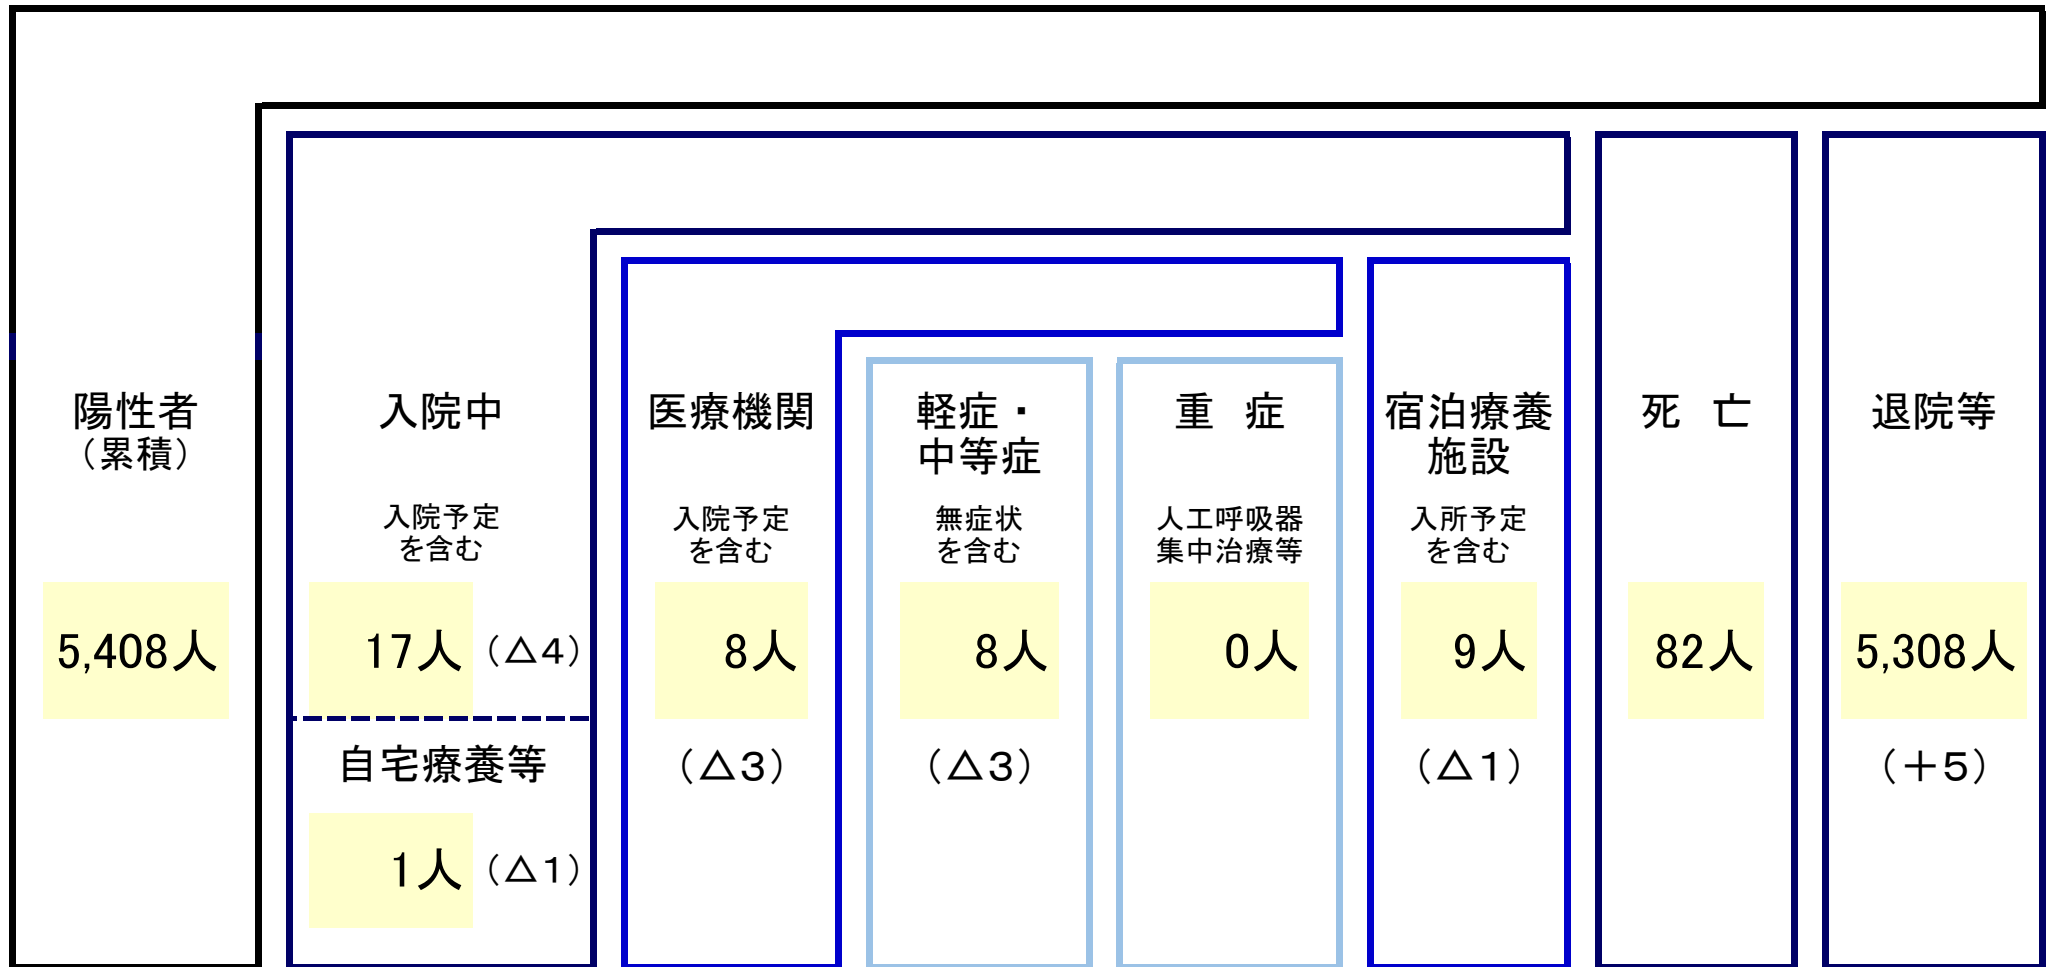 陽性者
（累積）
5,408人
入院中
入院予定
を含む
17人 （△4）
自宅療養等
1人 （△1）
医療機関
入院予定
を含む
8人
（△3）
軽症・
中等症
無症状
を含む
8人
（△3）
重　症
人工呼吸器
集中治療等
0人
宿泊療養
施設
入所予定
を含む
9人
（△1）
死　亡
82人
退院等
5,308人
（＋5）